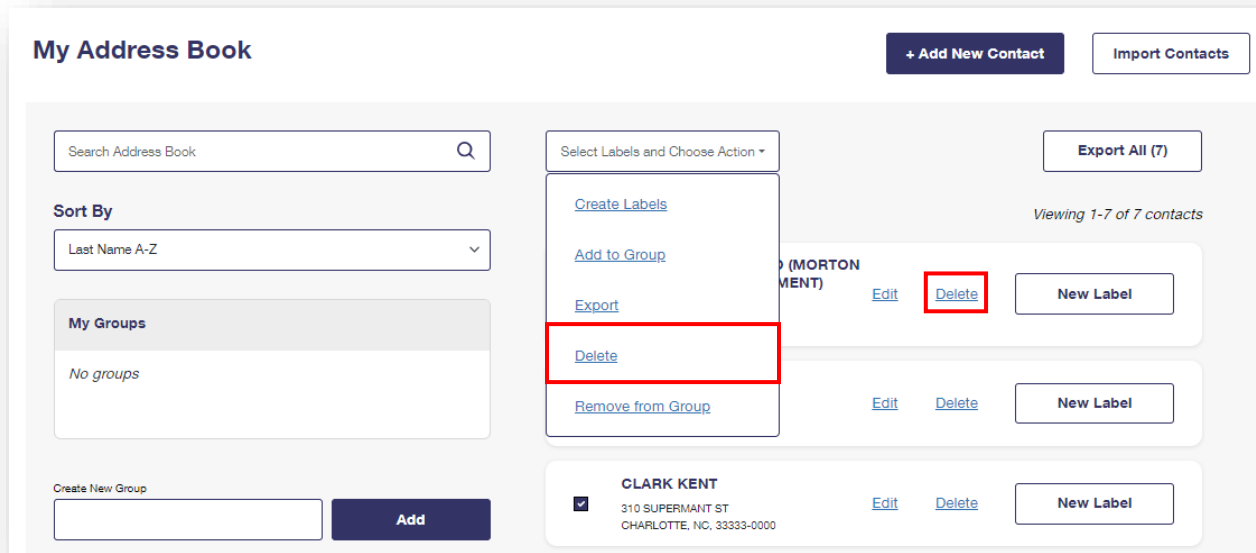 My Address Book
+ Add New Contact
Import Contacts
Search Address Book
Select Labels and Choose Action
Export All (7)
Sort By
Last Name A-Z
Viewing 1-7 of 7 contacts
My Groups
No groups
Create Labels
Add to Group
Export
Delete
Remove from Group
(MORTON
Edit
Delete
New Label
Edit
Delete
New Label
Create New Group
Add
CLARK KENT
310 SUPERMANT ST
CHARLOTTE, NC, 33333-0000
Edit
Delete
New Label